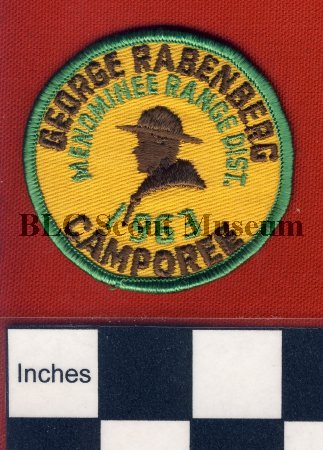 GEORGE RABENBERG
MENOMINEE RANGE DIST.
BLC Scout Museum
CAMPOREE
Inches